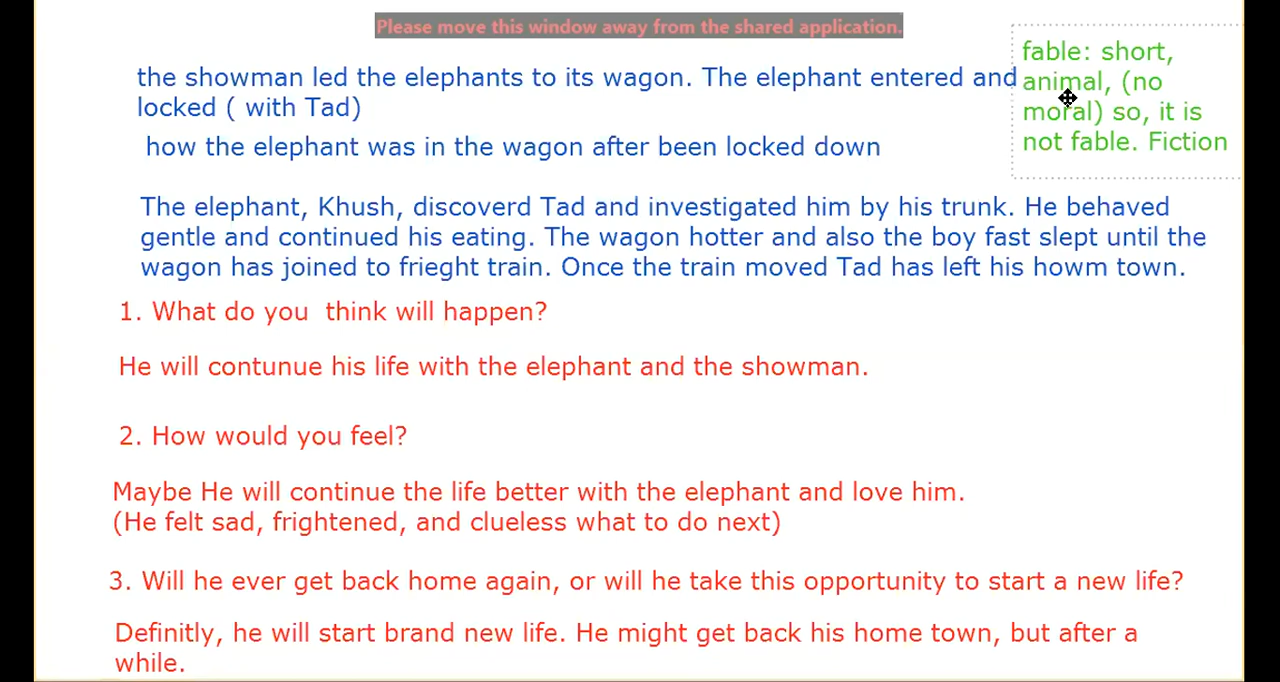 Please move this window away from the shared application.
fable: short,
animal, (no
moral) so, it is
not fable. Fiction
the showman led the elephants to its wagon. The elephant entered and
locked ( with Tad)
how the elephant was in the wagon after been locked down
The elephant, Khush, discoverd Tad and investigated him by his trunk. He behaved
gentle and continued his eating. The wagon hotter and also the boy fast slept until the
wagon has joined to frieght train. Once the train moved Tad has left his howm town.
1. What do you  think will happen?
He will contunue his life with the elephant and the showman.
2. How would you feel?
Maybe He will continue the life better with the elephant and love him.
(He felt sad, frightened, and clueless what to do next)
3. Will he ever get back home again, or will he take this opportunity to start a new life?
Definitly, he will start brand new life. He might get back his home town, but after a
while.